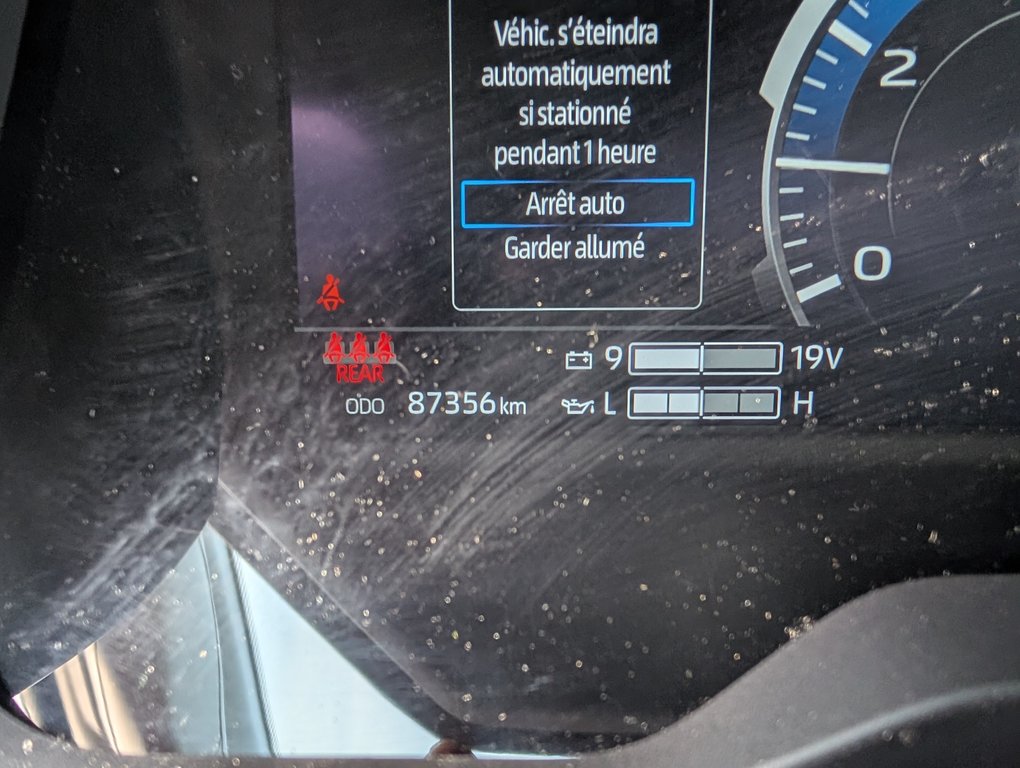 Véhic. s'éteindra
automatiquement
si stationné
pendant 1 heure
Arrêt auto
Garder allumé
2
0
9 19V
REAR
ODO 87356 km L H